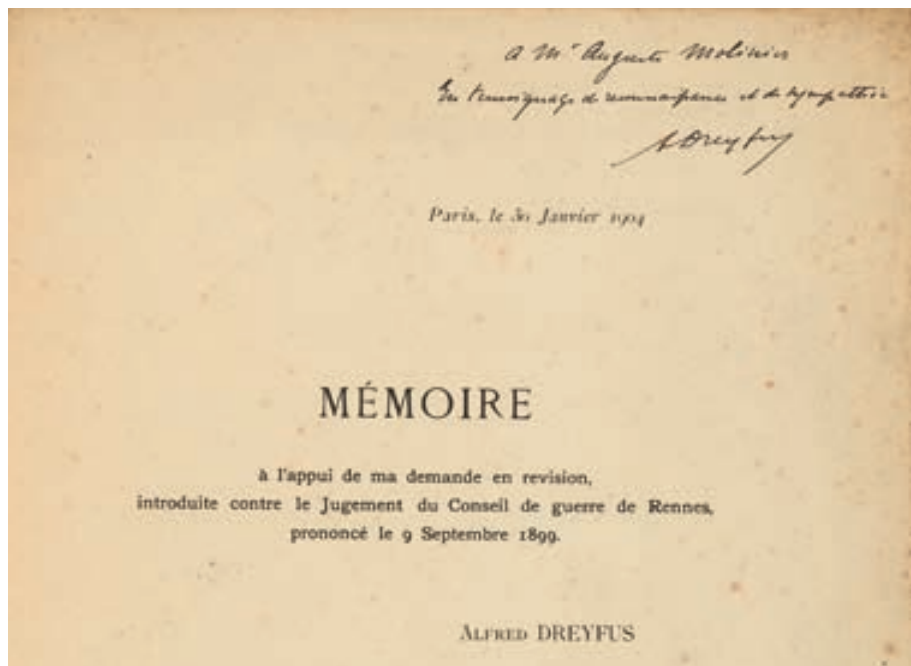 A Mr Auguste Molinier
En témoignage de reconnaissance et de sympathie
A Dreyfus
Paris, le 30 Janvier 1904
MÉMOIRE
à l'appui de ma demande en revision,
introduite contre le Jugement du Conseil de guerre de Rennes,
prononcé le 9 Septembre 1899.
ALFRED DREYFUS